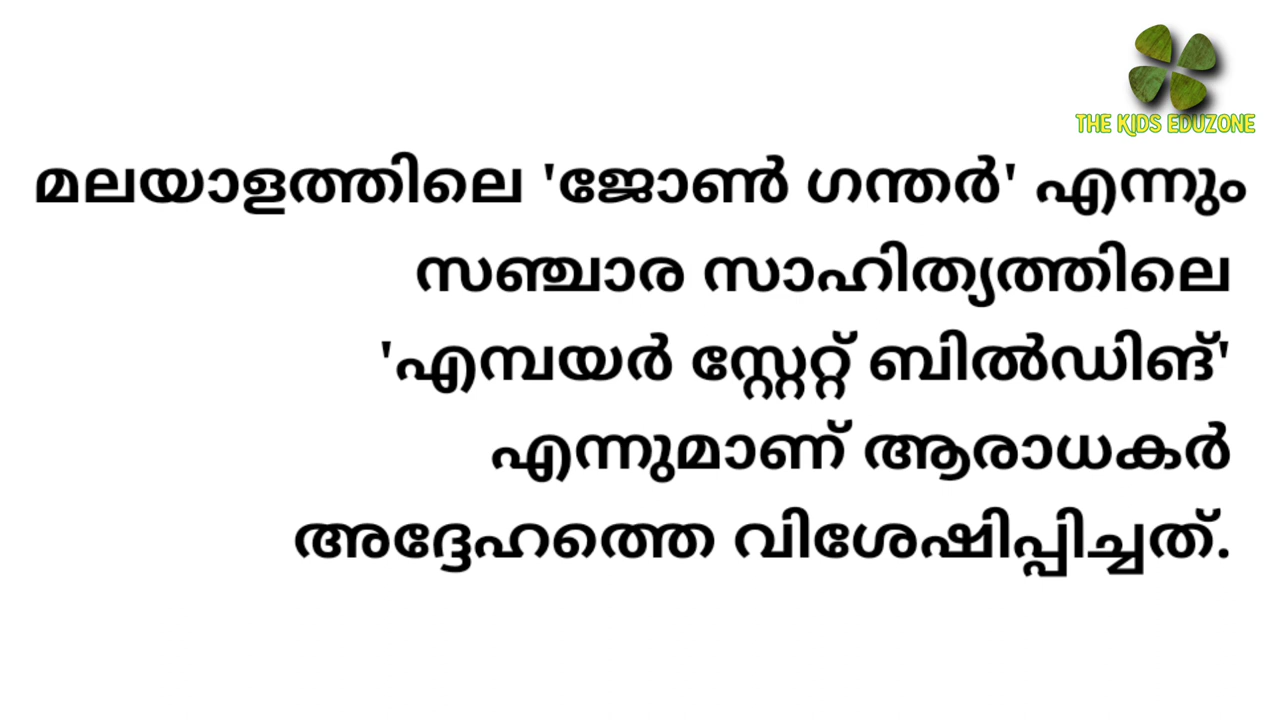 THE KIDS EDUZONE
മലയാളത്തിലെ 'ജോൺ ഗന്തർ' എന്നും
സഞ്ചാര സാഹിത്യത്തിലെ
'എമ്പയർ സ്റ്റേറ്റ് ബിൽഡിങ്'
എന്നുമാണ് ആരാധകർ
അദ്ദേഹത്തെ വിശേഷിപ്പിച്ചത്.